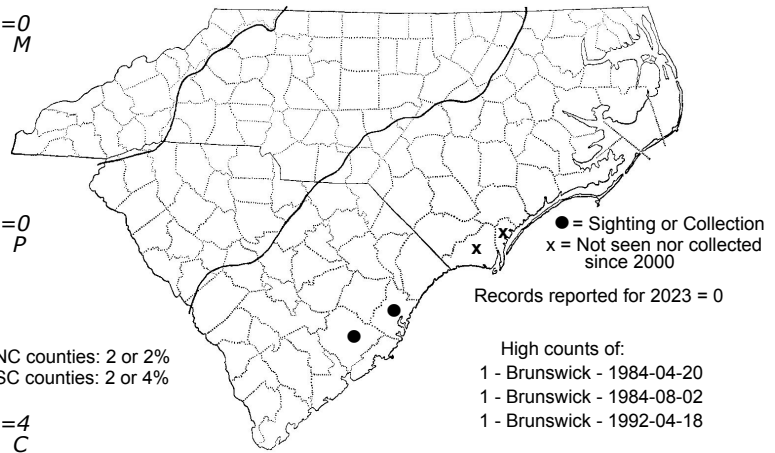 =0
M
=0
P
● = Sighting or Collection
x = Not seen nor collected
since 2000
x
x
Records reported for 2023 = 0
NC counties: 2 or 2%
SC counties: 2 or 4%
High counts of:
1 - Brunswick - 1984-04-20
1 - Brunswick - 1984-08-02
1 - Brunswick - 1992-04-18
=4
C